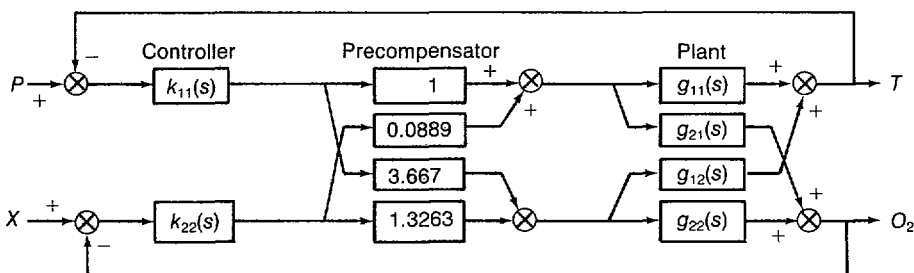 Controller Precompensator Plant
P + − k₁₁(s) 1 + + g₁₁(s) + + T
0.0889 g₂₁(s)
3.667 g₁₂(s)
X + − k₂₂(s) 1.3263 g₂₂(s) + + O₂